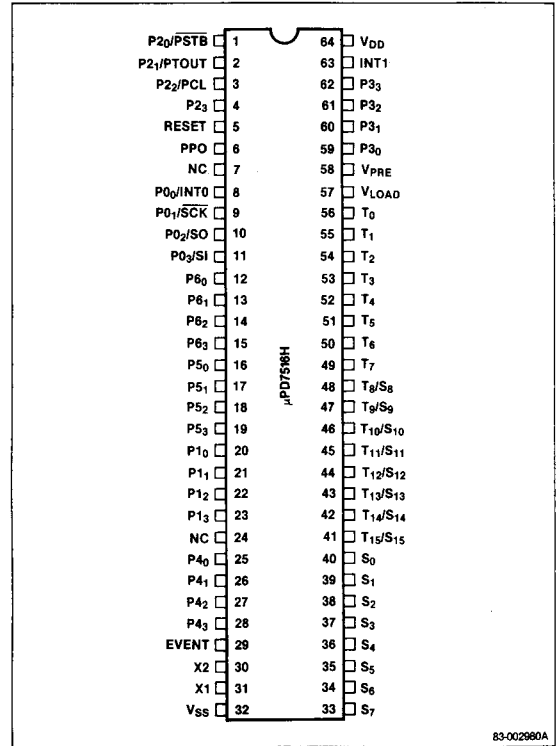 P2₀/P̅S̅T̅B̅ 1 64 V_DD
P2₁/PTOUT 2 63 INT1
P2₂/PCL 3 62 P3₃
P2₃ 4 61 P3₂
RESET 5 60 P3₁
PPO 6 59 P3₀
NC 7 58 V_PRE
P0₀/INT0 8 57 V_LOAD
P0₁/S̅C̅K̅ 9 56 T₀
P0₂/SO 10 55 T₁
P0₃/SI 11 54 T₂
P6₀ 12 53 T₃
P6₁ 13 52 T₄
P6₂ 14 51 T₅
P6₃ 15 50 T₆
P5₀ 16 49 T₇
P5₁ 17 48 T₈/S₈
P5₂ 18 47 T₉/S₉
P5₃ 19 46 T₁₀/S₁₀
P1₀ 20 45 T₁₁/S₁₁
P1₁ 21 44 T₁₂/S₁₂
P1₂ 22 43 T₁₃/S₁₃
P1₃ 23 42 T₁₄/S₁₄
NC 24 41 T₁₅/S₁₅
P4₀ 25 40 S₀
P4₁ 26 39 S₁
P4₂ 27 38 S₂
P4₃ 28 37 S₃
EVENT 29 36 S₄
X2 30 35 S₅
X1 31 34 S₆
V_SS 32 33 S₇
μPD7516H
83-002980A